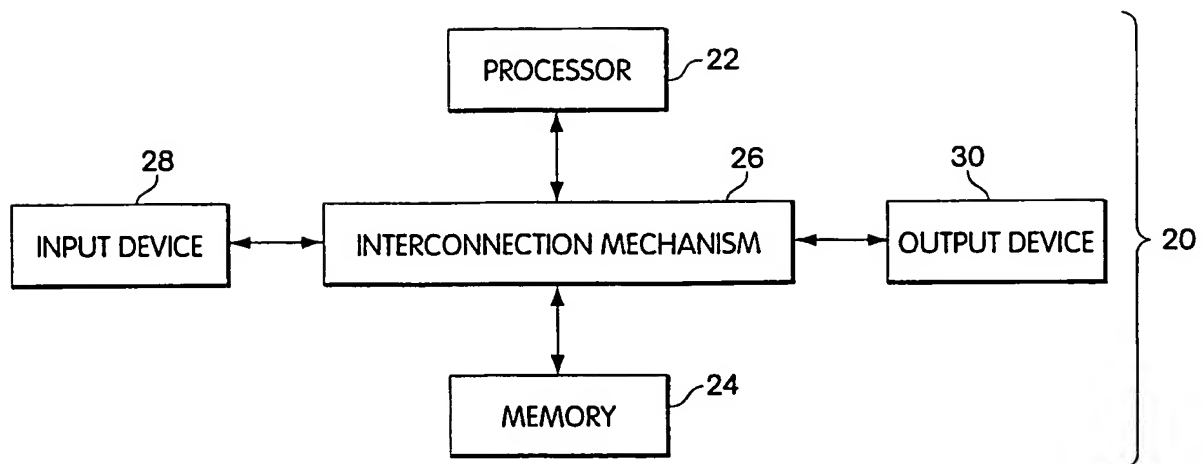 PROCESSOR
22
28
26
30
INPUT DEVICE
INTERCONNECTION MECHANISM
OUTPUT DEVICE
20
MEMORY
24